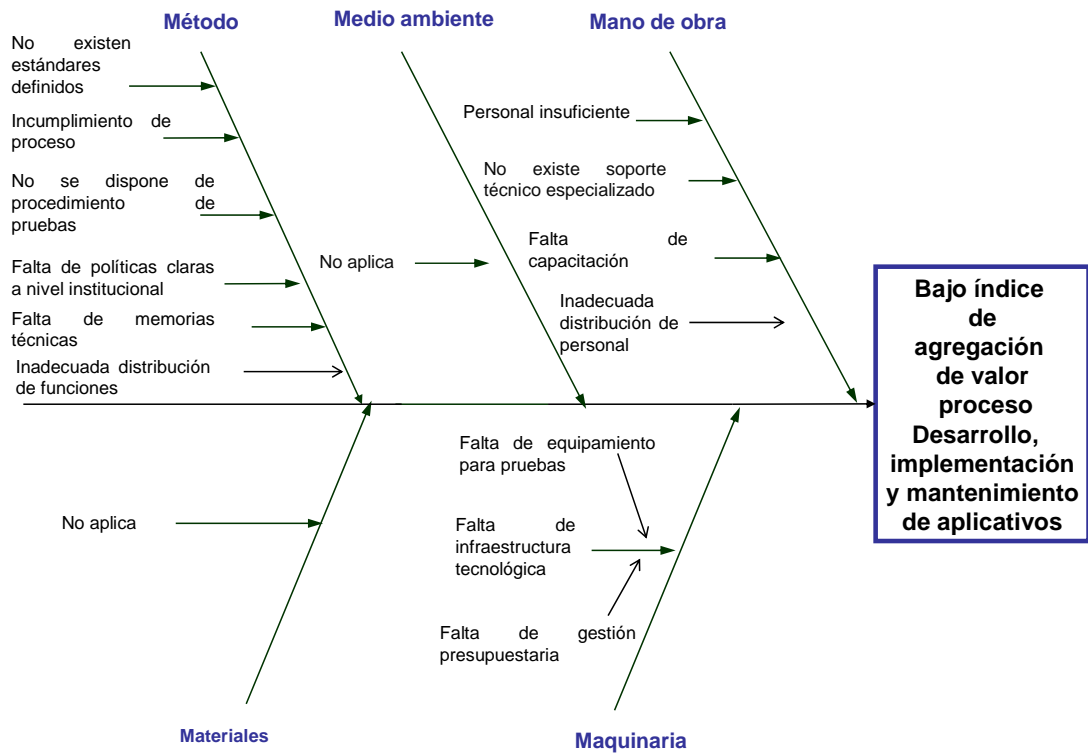 Método
No existen
estándares
definidos
Incumplimiento de
proceso
No se dispone de
procedimiento de
pruebas
Falta de políticas claras
a nivel institucional
Falta de memorias
técnicas
Inadecuada distribución
de funciones
Medio ambiente
No aplica
Mano de obra
Personal insuficiente
No existe soporte
técnico especializado
Falta de
capacitación
Inadecuada
distribución de
personal
Bajo índice
de
agregación
de valor
proceso
Desarrollo,
implementación
y mantenimiento
de aplicativos
No aplica
Materiales
Falta de equipamiento
para pruebas
Falta de
infraestructura
tecnológica
Falta de gestión
presupuestaria
Maquinaria